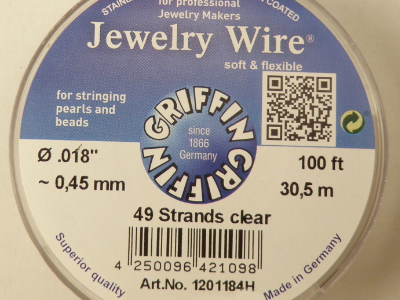 STAINL COATED
for professional
Jewelry Makers
Jewelry Wire®
soft & flexible
for stringing
pearls and
beads
GRIFFIN
since
1866
Germany
GRIFFIN
Ø .018"
100 ft
~ 0,45 mm
30,5 m
49 Strands clear
4 250096 421098
Art.No. 1201184H
Superior quality
Made in Germany